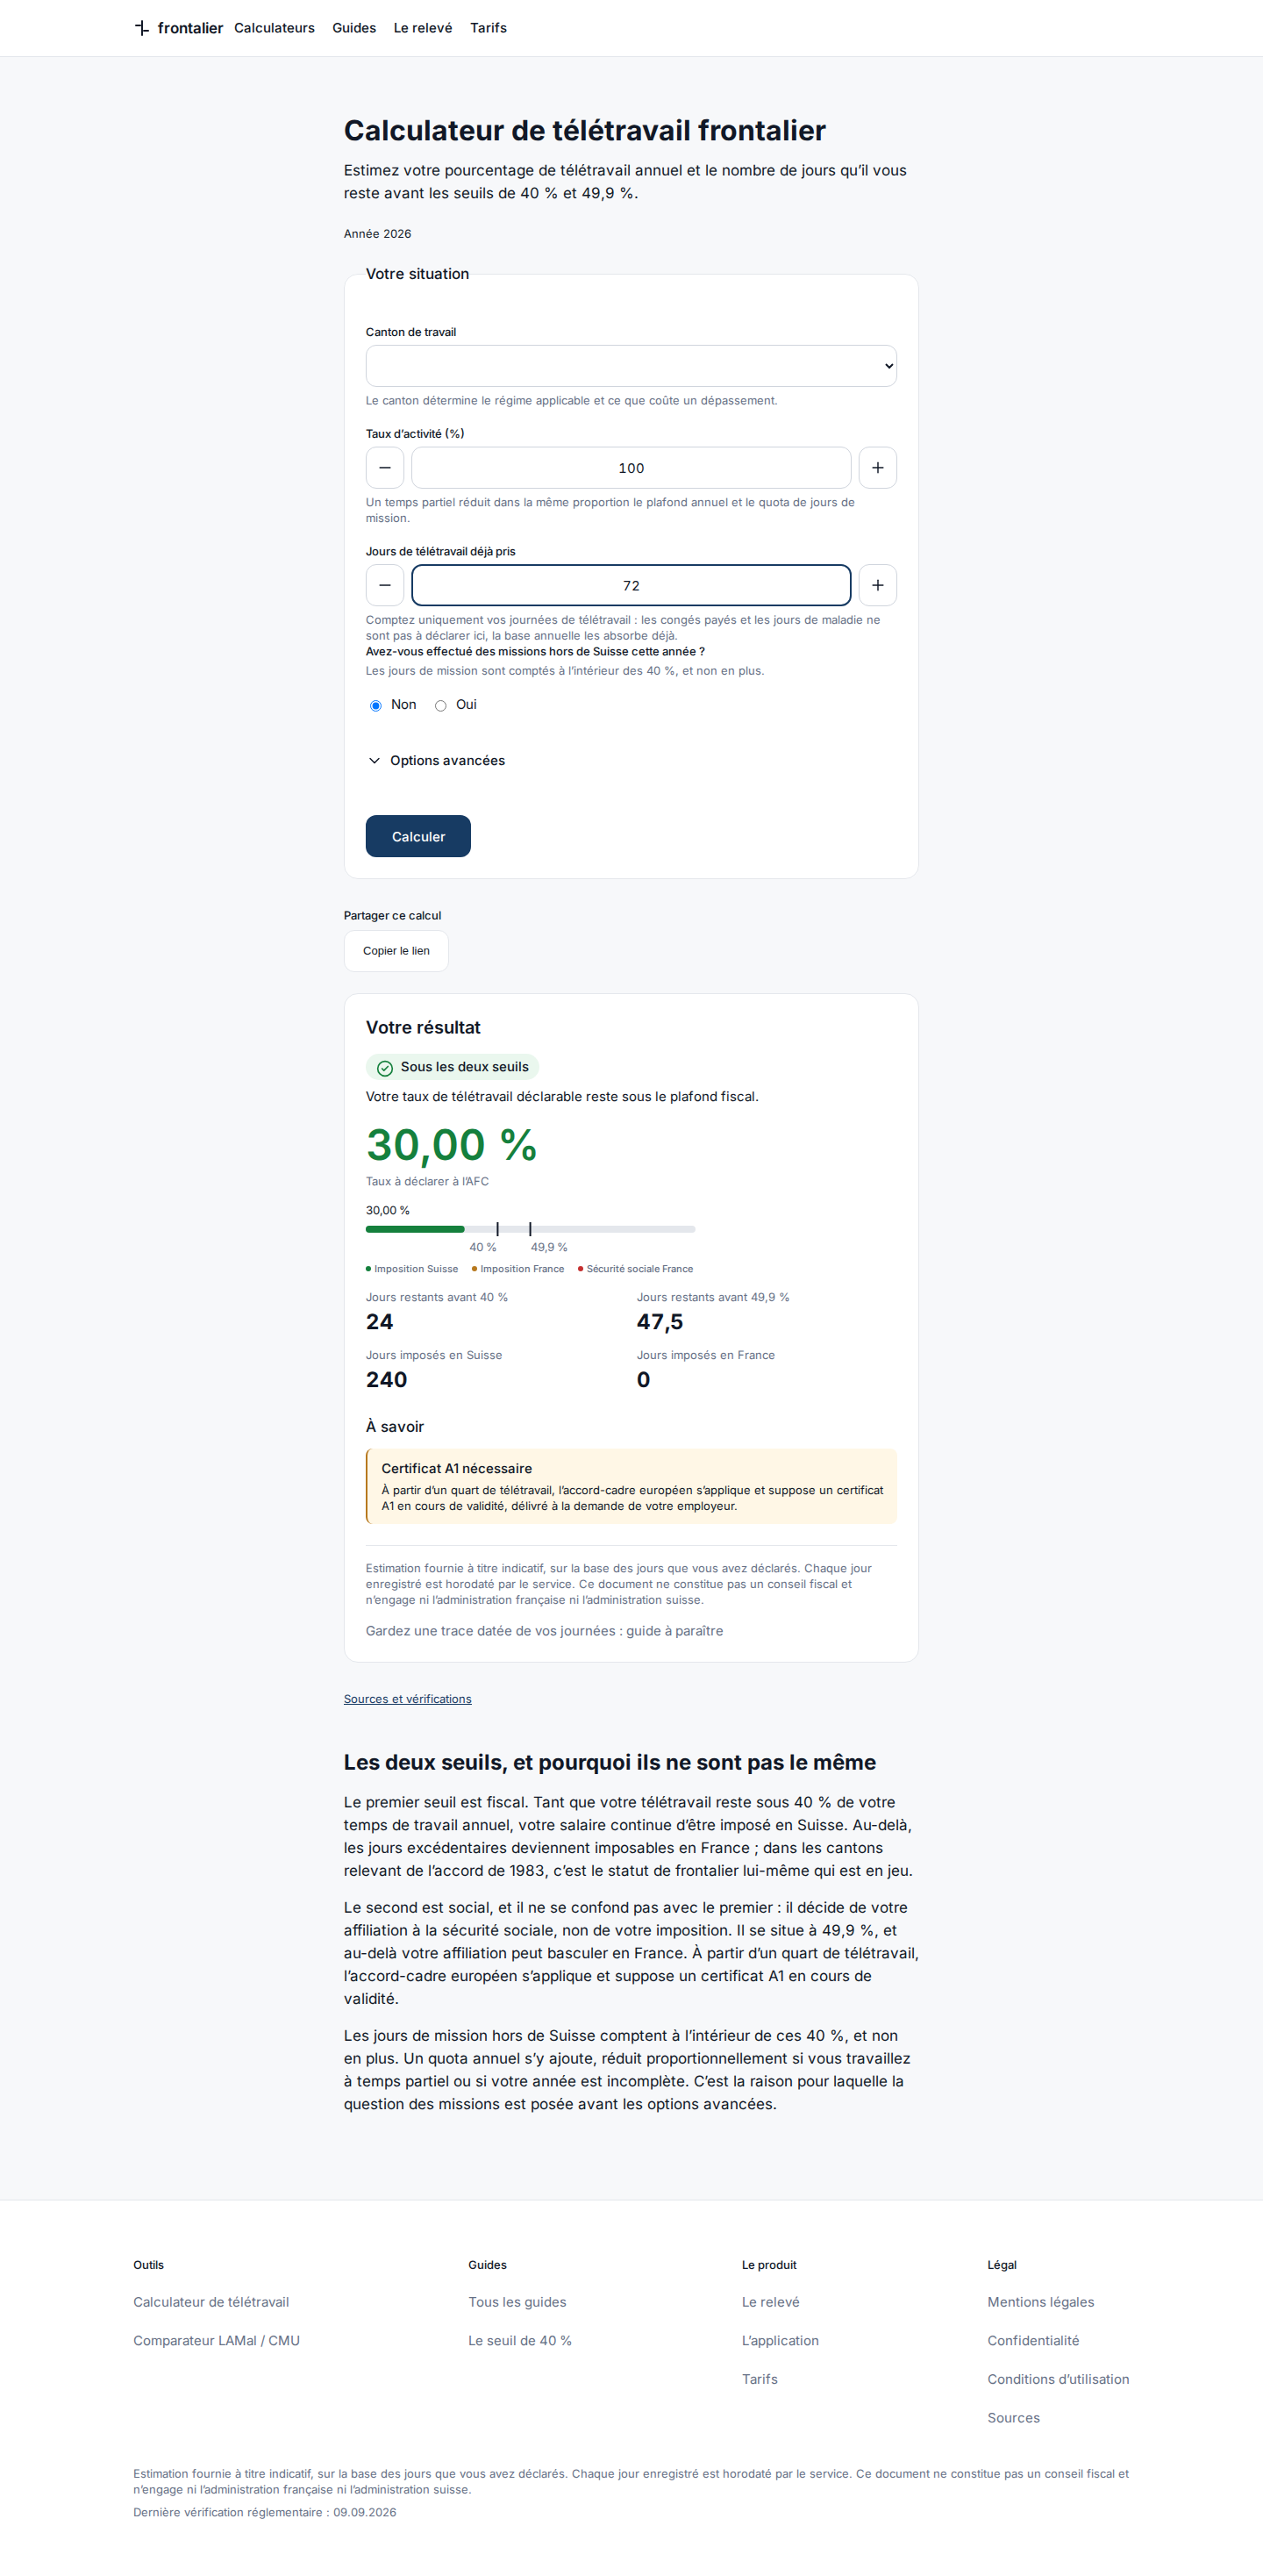 frontalier Calculateurs Guides Le relevé Tarifs
Calculateur de télétravail frontalier
Estimez votre pourcentage de télétravail annuel et le nombre de jours qu’il vous
reste avant les seuils de 40 % et 49,9 %.
Année 2026
Votre situation
Canton de travail
Le canton détermine le régime applicable et ce que coûte un dépassement.
Taux d’activité (%)
100
Un temps partiel réduit dans la même proportion le plafond annuel et le quota de jours de
mission.
Jours de télétravail déjà pris
72
Comptez uniquement vos journées de télétravail : les congés payés et les jours de maladie ne
sont pas à déclarer ici, la base annuelle les absorbe déjà.
Avez-vous effectué des missions hors de Suisse cette année ?
Les jours de mission sont comptés à l’intérieur des 40 %, et non en plus.
Non Oui
Options avancées
Calculer
Partager ce calcul
Copier le lien
Votre résultat
Sous les deux seuils
Votre taux de télétravail déclarable reste sous le plafond fiscal.
30,00 %
Taux à déclarer à l’AFC
30,00 %
40 % 49,9 %
Imposition Suisse Imposition France Sécurité sociale France
Jours restants avant 40 % Jours restants avant 49,9 %
24 47,5
Jours imposés en Suisse Jours imposés en France
240 0
À savoir
Certificat A1 nécessaire
À partir d’un quart de télétravail, l’accord-cadre européen s’applique et suppose un certificat
A1 en cours de validité, délivré à la demande de votre employeur.
Estimation fournie à titre indicatif, sur la base des jours que vous avez déclarés. Chaque jour
enregistré est horodaté par le service. Ce document ne constitue pas un conseil fiscal et
n’engage ni l’administration française ni l’administration suisse.
Gardez une trace datée de vos journées : guide à paraître
Sources et vérifications
Les deux seuils, et pourquoi ils ne sont pas le même
Le premier seuil est fiscal. Tant que votre télétravail reste sous 40 % de votre
temps de travail annuel, votre salaire continue d’être imposé en Suisse. Au-delà,
les jours excédentaires deviennent imposables en France ; dans les cantons
relevant de l’accord de 1983, c’est le statut de frontalier lui-même qui est en jeu.
Le second est social, et il ne se confond pas avec le premier : il décide de votre
affiliation à la sécurité sociale, non de votre imposition. Il se situe à 49,9 %, et
au-delà votre affiliation peut basculer en France. À partir d’un quart de télétravail,
l’accord-cadre européen s’applique et suppose un certificat A1 en cours de
validité.
Les jours de mission hors de Suisse comptent à l’intérieur de ces 40 %, et non
en plus. Un quota annuel s’y ajoute, réduit proportionnellement si vous travaillez
à temps partiel ou si votre année est incomplète. C’est la raison pour laquelle la
question des missions est posée avant les options avancées.
Outils Guides Le produit Légal
Calculateur de télétravail Tous les guides Le relevé Mentions légales
Comparateur LAMal / CMU Le seuil de 40 % L’application Confidentialité
Tarifs Conditions d’utilisation
Sources
Estimation fournie à titre indicatif, sur la base des jours que vous avez déclarés. Chaque jour enregistré est horodaté par le service. Ce document ne constitue pas un conseil fiscal et
n’engage ni l’administration française ni l’administration suisse.
Dernière vérification réglementaire : 09.09.2026